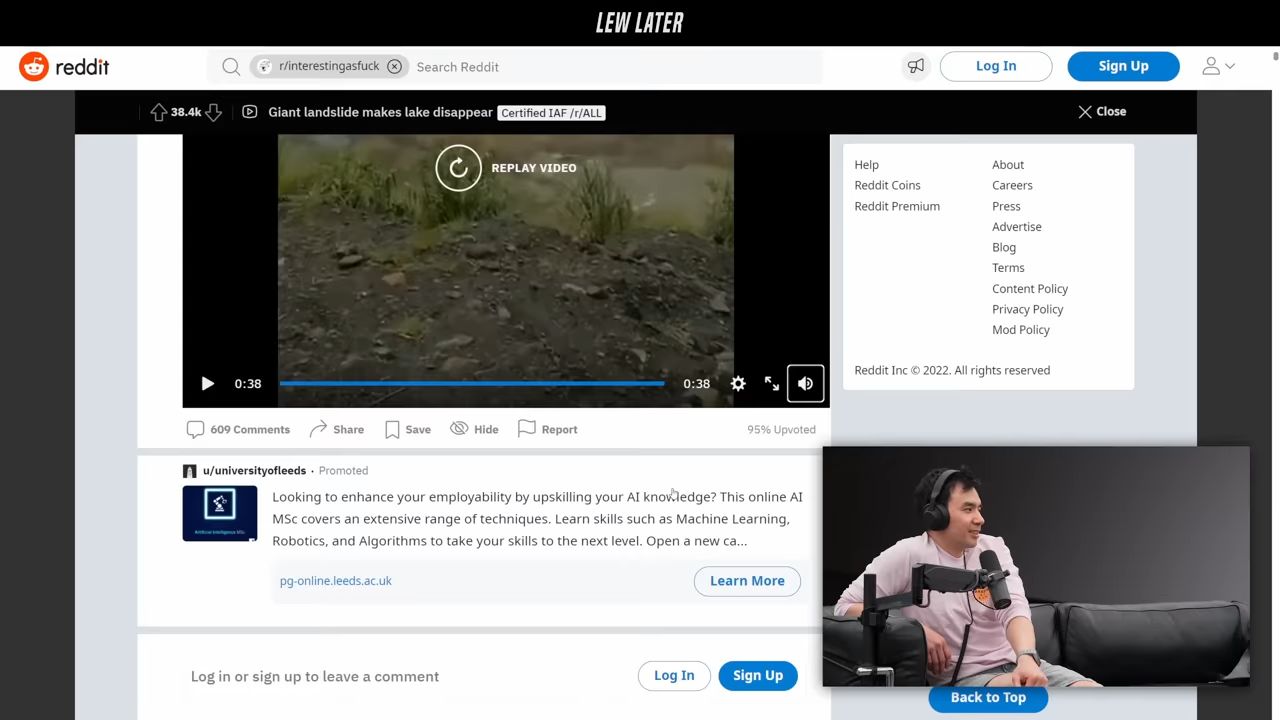 LEW LATER
reddit
r/interestingasfuck
Search Reddit
Log In
Sign Up
38.4k
Giant landslide makes lake disappear
Certified IAF /r/ALL
Close
REPLAY VIDEO
0:38
0:38
609 Comments
Share
Save
Hide
Report
95% Upvoted
Help
About
Reddit Coins
Careers
Reddit Premium
Press
Advertise
Blog
Terms
Content Policy
Privacy Policy
Mod Policy
Reddit Inc © 2022. All rights reserved
u/universityofleeds · Promoted
Looking to enhance your employability by upskilling your AI knowledge? This online AI
MSc covers an extensive range of techniques. Learn skills such as Machine Learning,
Robotics, and Algorithms to take your skills to the next level. Open a new ca...
Artificial Intelligence MSc
pg-online.leeds.ac.uk
Learn More
Log in or sign up to leave a comment
Log In
Sign Up
Back to Top